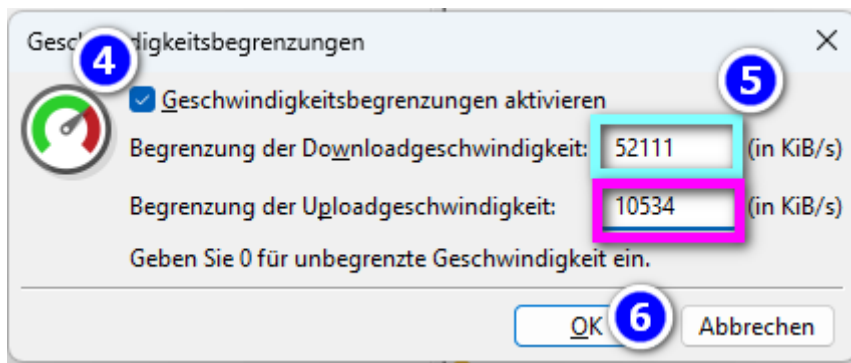 Geschwindigkeitsbegrenzungen
4
5
Geschwindigkeitsbegrenzungen aktivieren
Begrenzung der Downloadgeschwindigkeit: 52111 (in KiB/s)
Begrenzung der Uploadgeschwindigkeit: 10534 (in KiB/s)
Geben Sie 0 für unbegrenzte Geschwindigkeit ein.
OK 6 Abbrechen